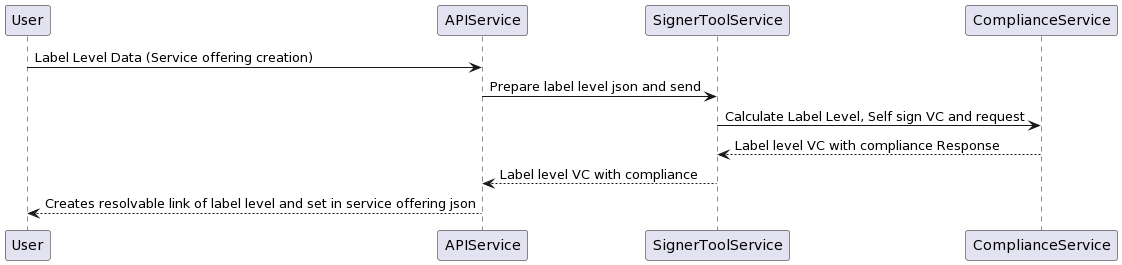 User
APIService
SignerToolService
ComplianceService
Label Level Data (Service offering creation)
Prepare label level json and send
Calculate Label Level, Self sign VC and request
Label level VC with compliance Response
Label level VC with compliance
Creates resolvable link of label level and set in service offering json
User
APIService
SignerToolService
ComplianceService